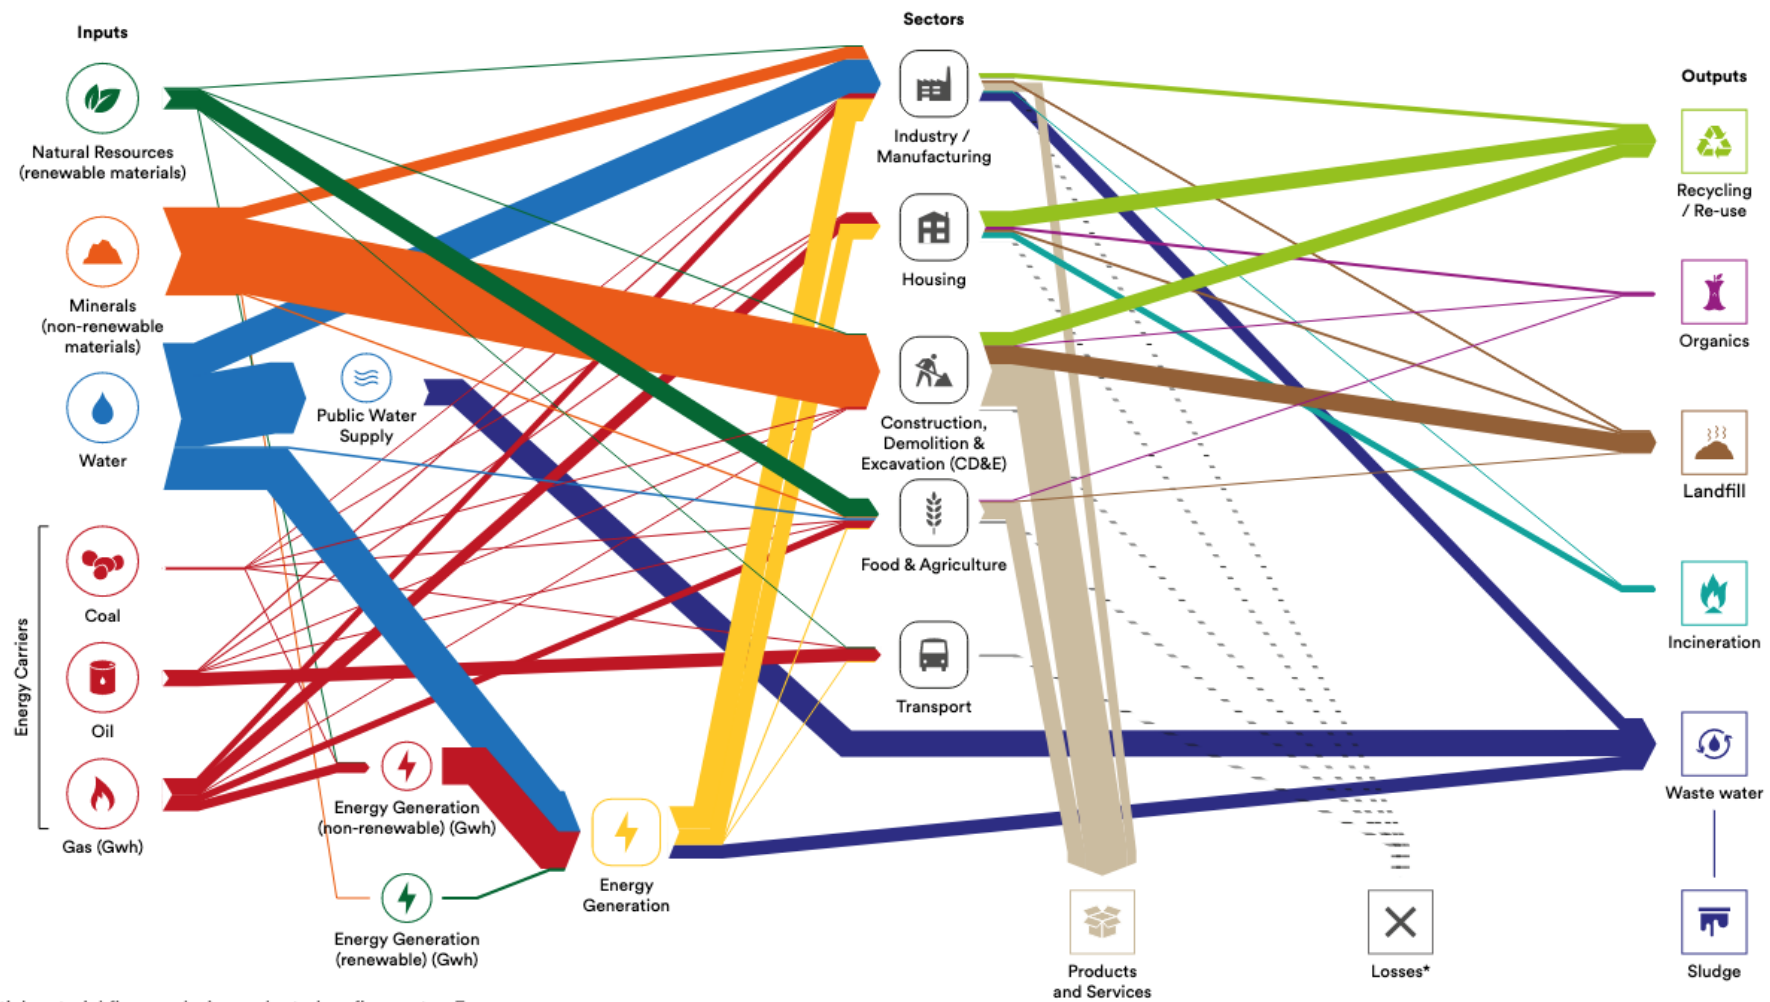 Inputs
Sectors
Outputs
Natural Resources
(renewable materials)
Minerals
(non-renewable
materials)
Water
Public Water
Supply
Energy Carriers
Coal
Oil
Gas (Gwh)
Energy Generation
(non-renewable) (Gwh)
Energy Generation
(renewable) (Gwh)
Energy
Generation
Industry /
Manufacturing
Housing
Construction,
Demolition &
Excavation (CD&E)
Food & Agriculture
Transport
Products
and Services
Losses*
Recycling
/ Re-use
Organics
Landfill
Incineration
Waste water
Sludge